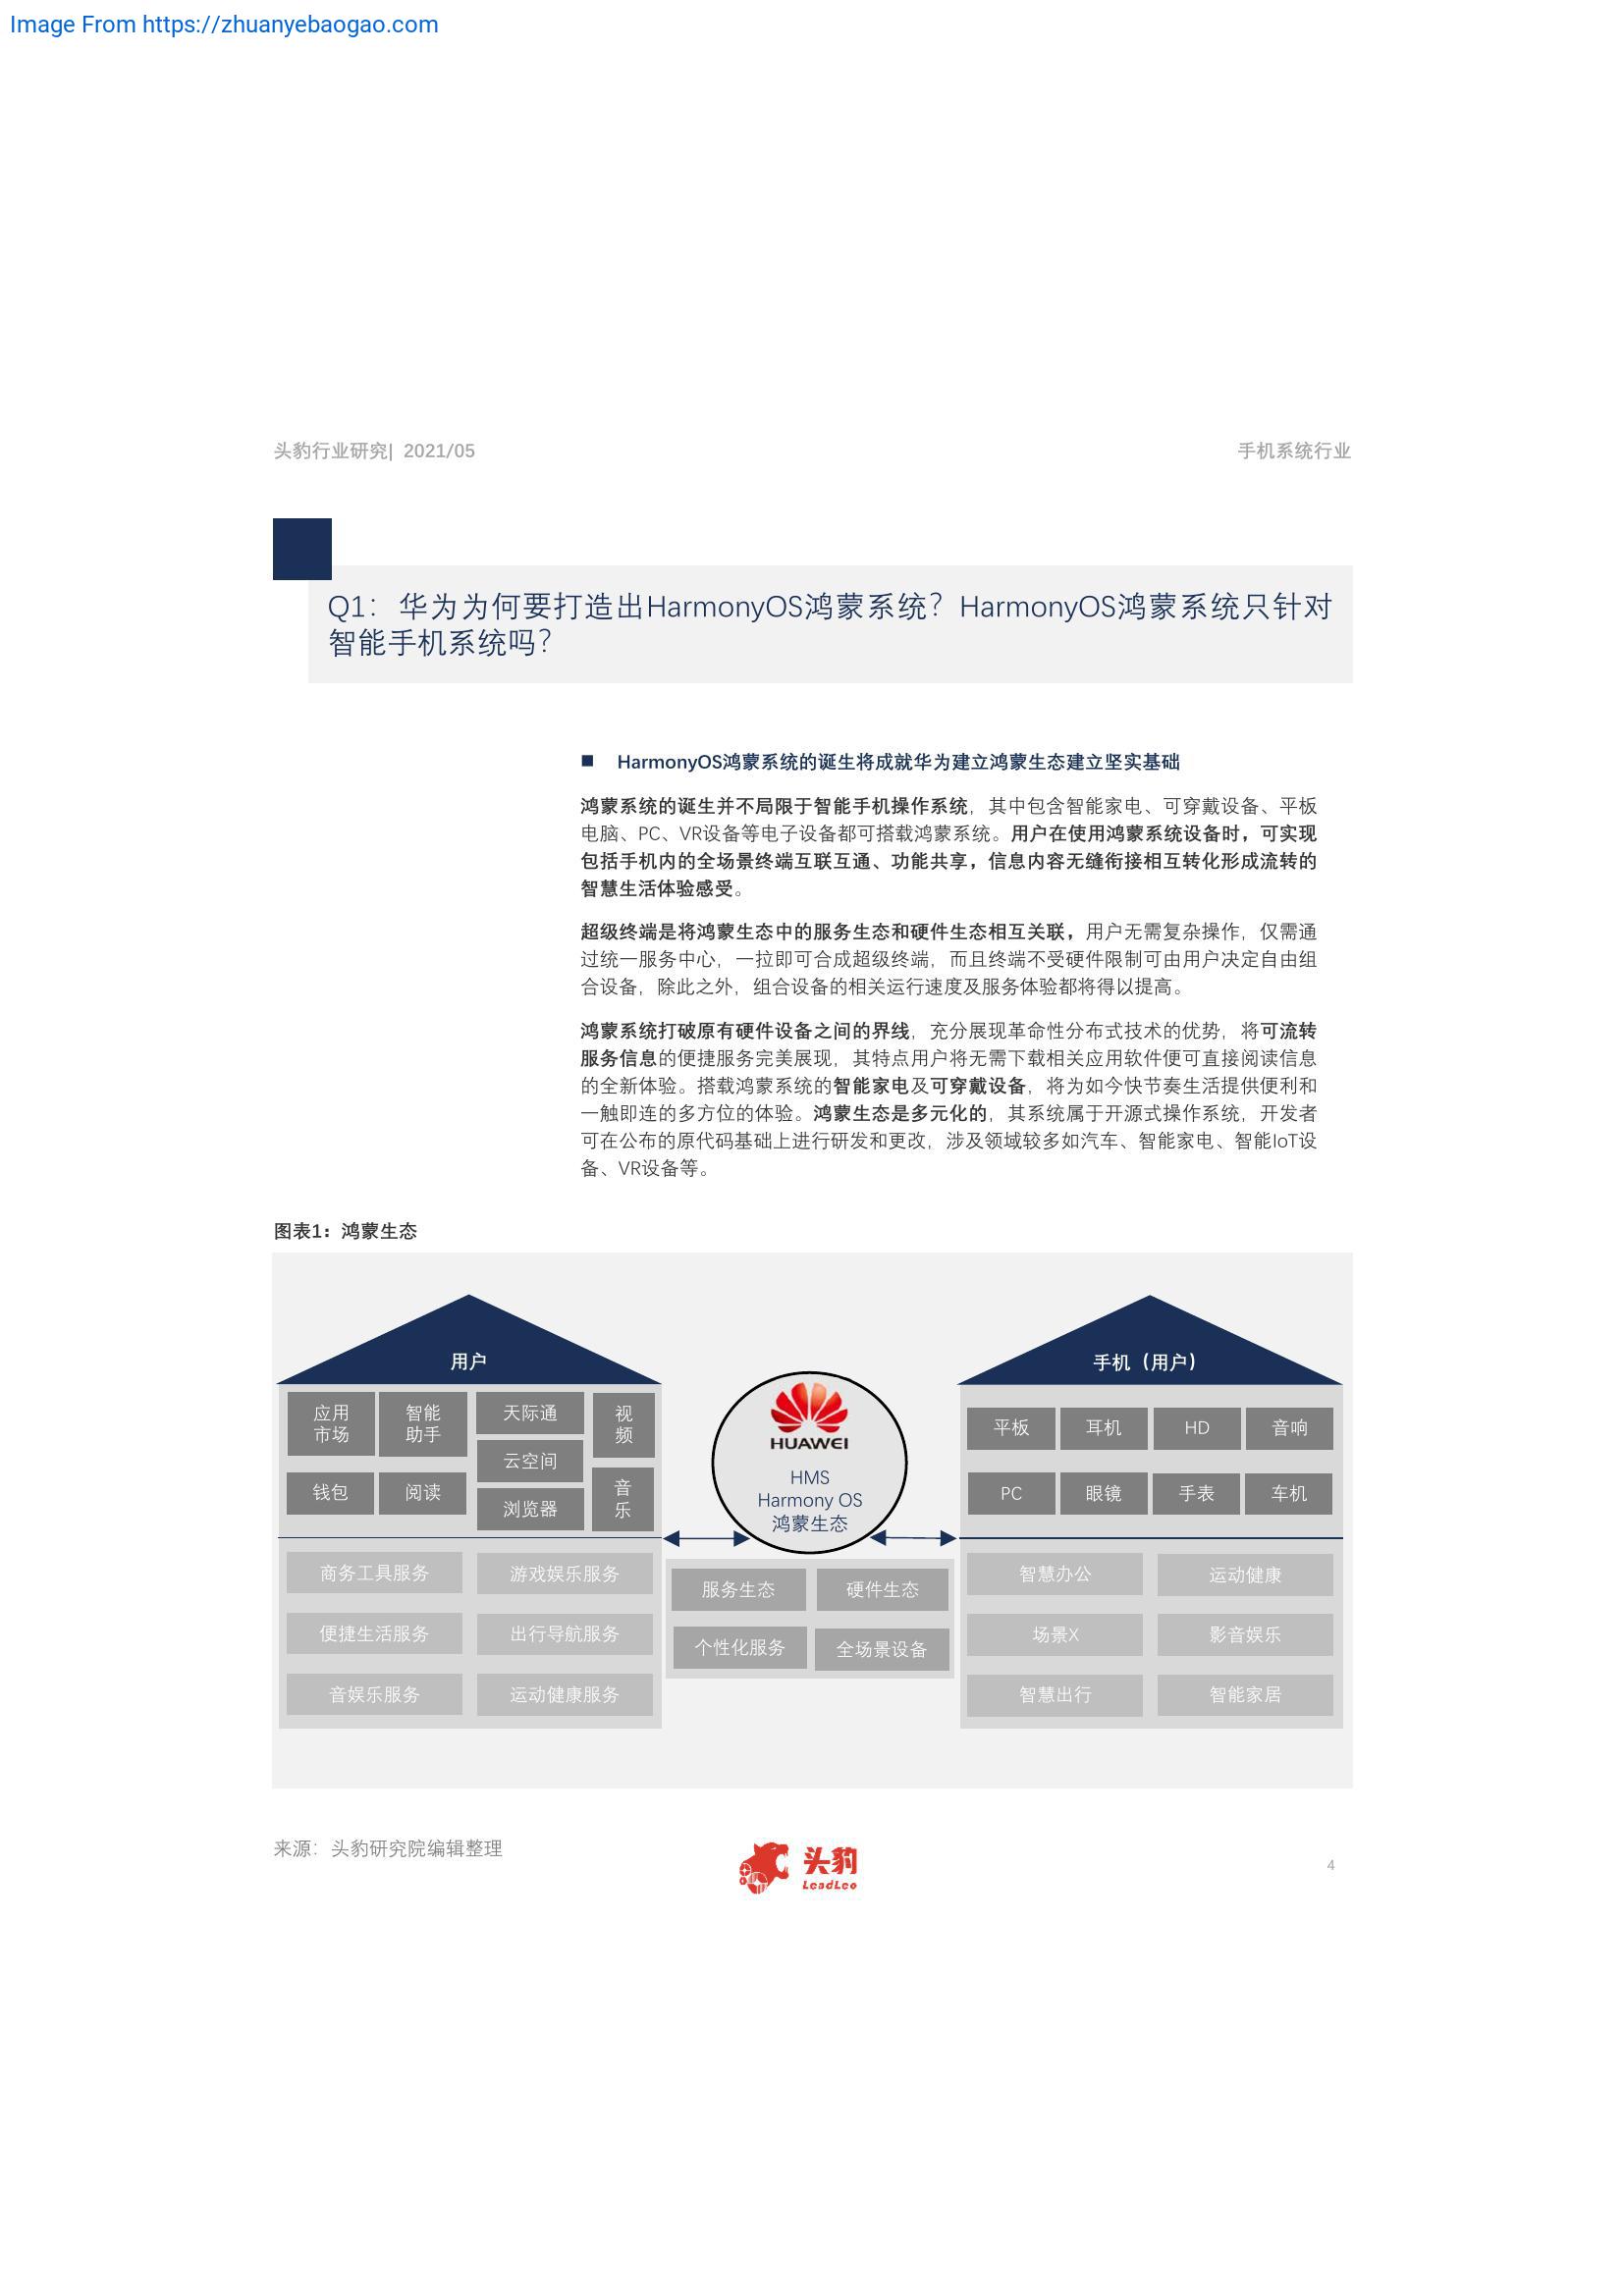 Image From https://zhuanyebaogao.com
头豹行业研究| 2021/05
手机系统行业
Q1：华为为何要打造出HarmonyOS鸿蒙系统？HarmonyOS鸿蒙系统只针对
智能手机系统吗？
■ HarmonyOS鸿蒙系统的诞生将成就华为建立鸿蒙生态建立坚实基础
鸿蒙系统的诞生并不局限于智能手机操作系统，其中包含智能家电、可穿戴设备、平板
电脑、PC、VR设备等电子设备都可搭载鸿蒙系统。用户在使用鸿蒙系统设备时，可实现
包括手机内的全场景终端互联互通、功能共享，信息内容无缝衔接相互转化形成流转的
智慧生活体验感受。
超级终端是将鸿蒙生态中的服务生态和硬件生态相互关联，用户无需复杂操作，仅需通
过统一服务中心，一拉即可合成超级终端，而且终端不受硬件限制可由用户决定自由组
合设备，除此之外，组合设备的相关运行速度及服务体验都将得以提高。
鸿蒙系统打破原有硬件设备之间的界线，充分展现革命性分布式技术的优势，将可流转
服务信息的便捷服务完美展现，其特点用户将无需下载相关应用软件便可直接阅读信息
的全新体验。搭载鸿蒙系统的智能家电及可穿戴设备，将为如今快节奏生活提供便利和
一触即连的多方位的体验。鸿蒙生态是多元化的，其系统属于开源式操作系统，开发者
可在公布的原代码基础上进行研发和更改，涉及领域较多如汽车、智能家电、智能IoT设
备、VR设备等。
图表1：鸿蒙生态
用户
应用
市场
智能
助手
天际通
云空间
浏览器
视
频
钱包
阅读
音
乐
商务工具服务
游戏娱乐服务
便捷生活服务
出行导航服务
音娱乐服务
运动健康服务
HUAWEI
HMS
Harmony OS
鸿蒙生态
服务生态
硬件生态
个性化服务
全场景设备
手机（用户）
平板
耳机
HD
音响
PC
眼镜
手表
车机
智慧办公
运动健康
场景X
影音娱乐
智慧出行
智能家居
来源：头豹研究院编辑整理
头豹
LeadLeo
4